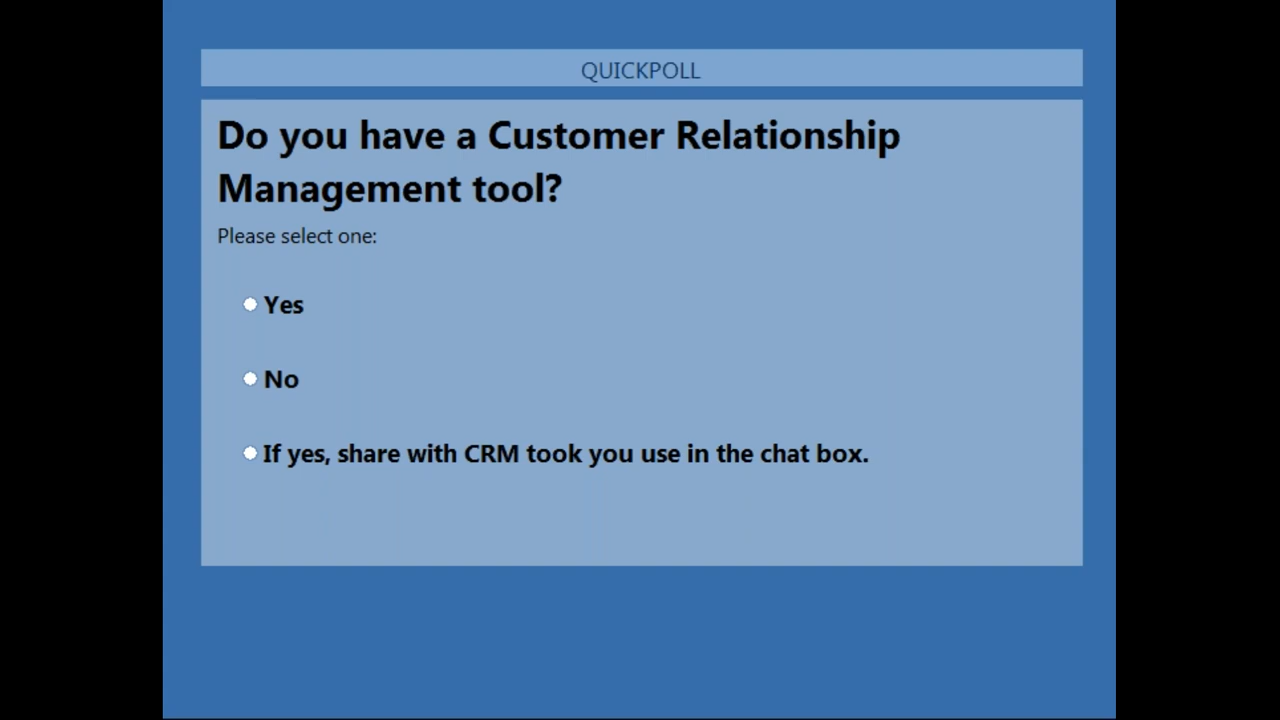 QUICKPOLL
Do you have a Customer Relationship
Management tool?
Please select one:
Yes
No
If yes, share with CRM took you use in the chat box.